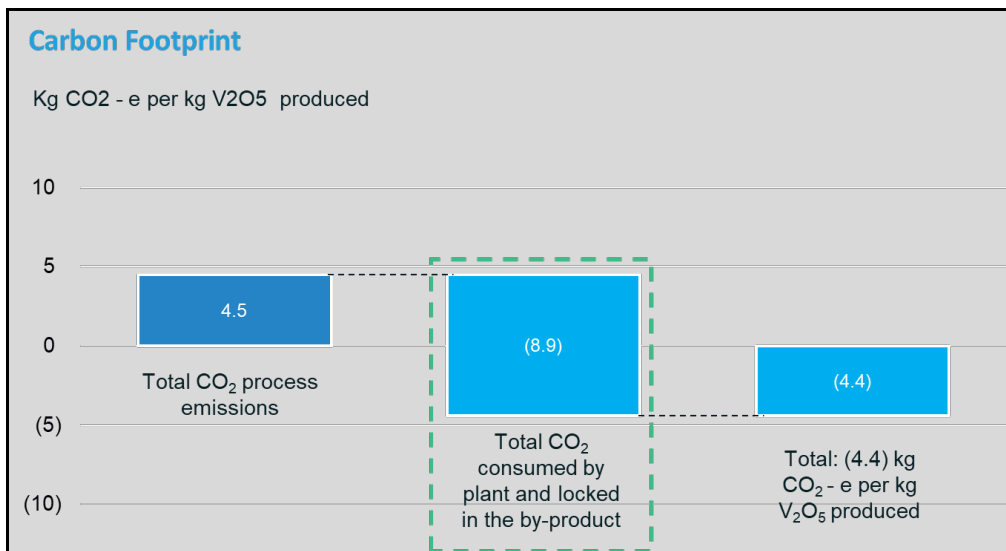 Carbon Footprint
Kg CO2 - e per kg V2O5 produced
10
5
0
(5)
(10)
4.5
(8.9)
(4.4)
Total CO₂ process
emissions
Total CO₂
consumed by
plant and locked
in the by-product
Total: (4.4) kg
CO₂ - e per kg
V₂O₅ produced